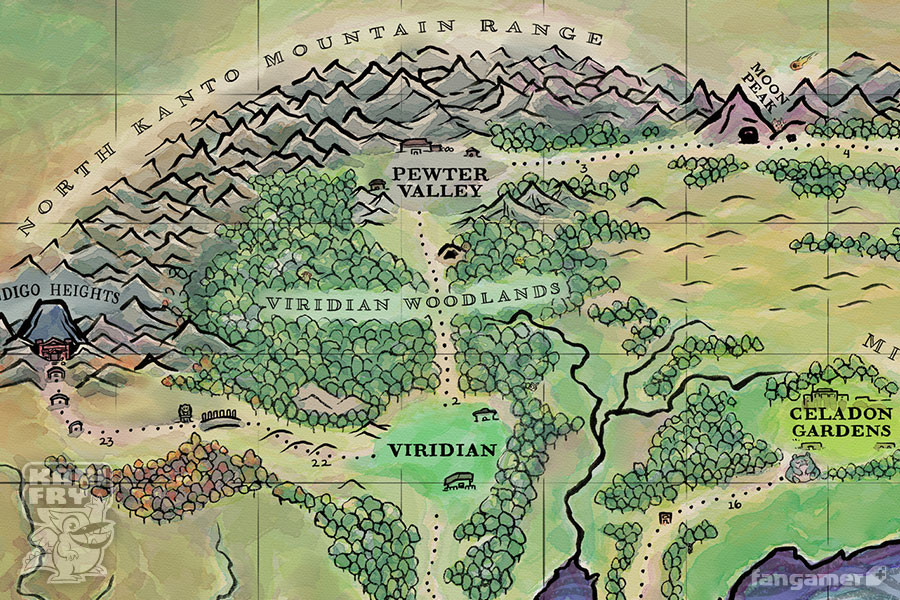 NORTH KANTO MOUNTAIN RANGE
MOON
PEAK
3
4
PEWTER
VALLEY
DIGO HEIGHTS
VIRIDIAN WOODLANDS
MI
2
CELADON
GARDENS
23
22
VIRIDIAN
16
FRY
fangamer